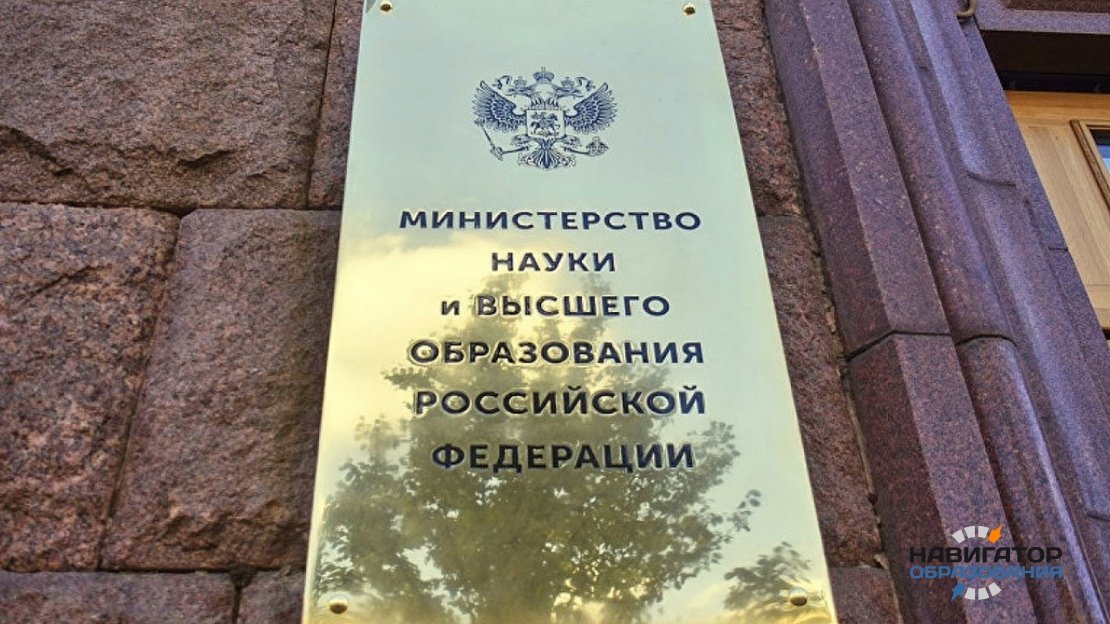 МИНИСТЕРСТВО
НАУКИ
и ВЫСШЕГО
ОБРАЗОВАНИЯ
РОССИЙСКОЙ
ФЕДЕРАЦИИ
НАВИГАТОР
ОБРАЗОВАНИЯ